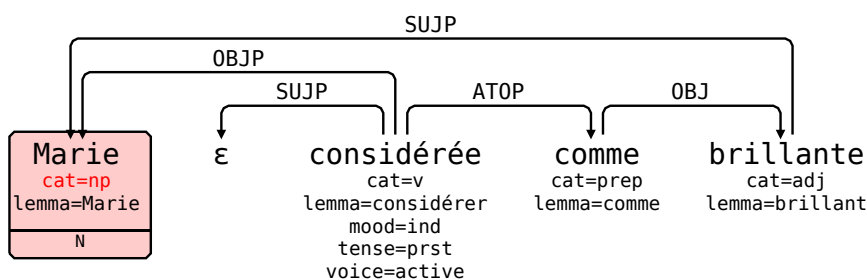 SUJP
OBJP
SUJP ATOP OBJ
Marie ε considérée comme brillante
cat=np cat=v cat=prep cat=adj
lemma=Marie lemma=considérer lemma=comme lemma=brillant
mood=ind
N tense=prst
voice=active